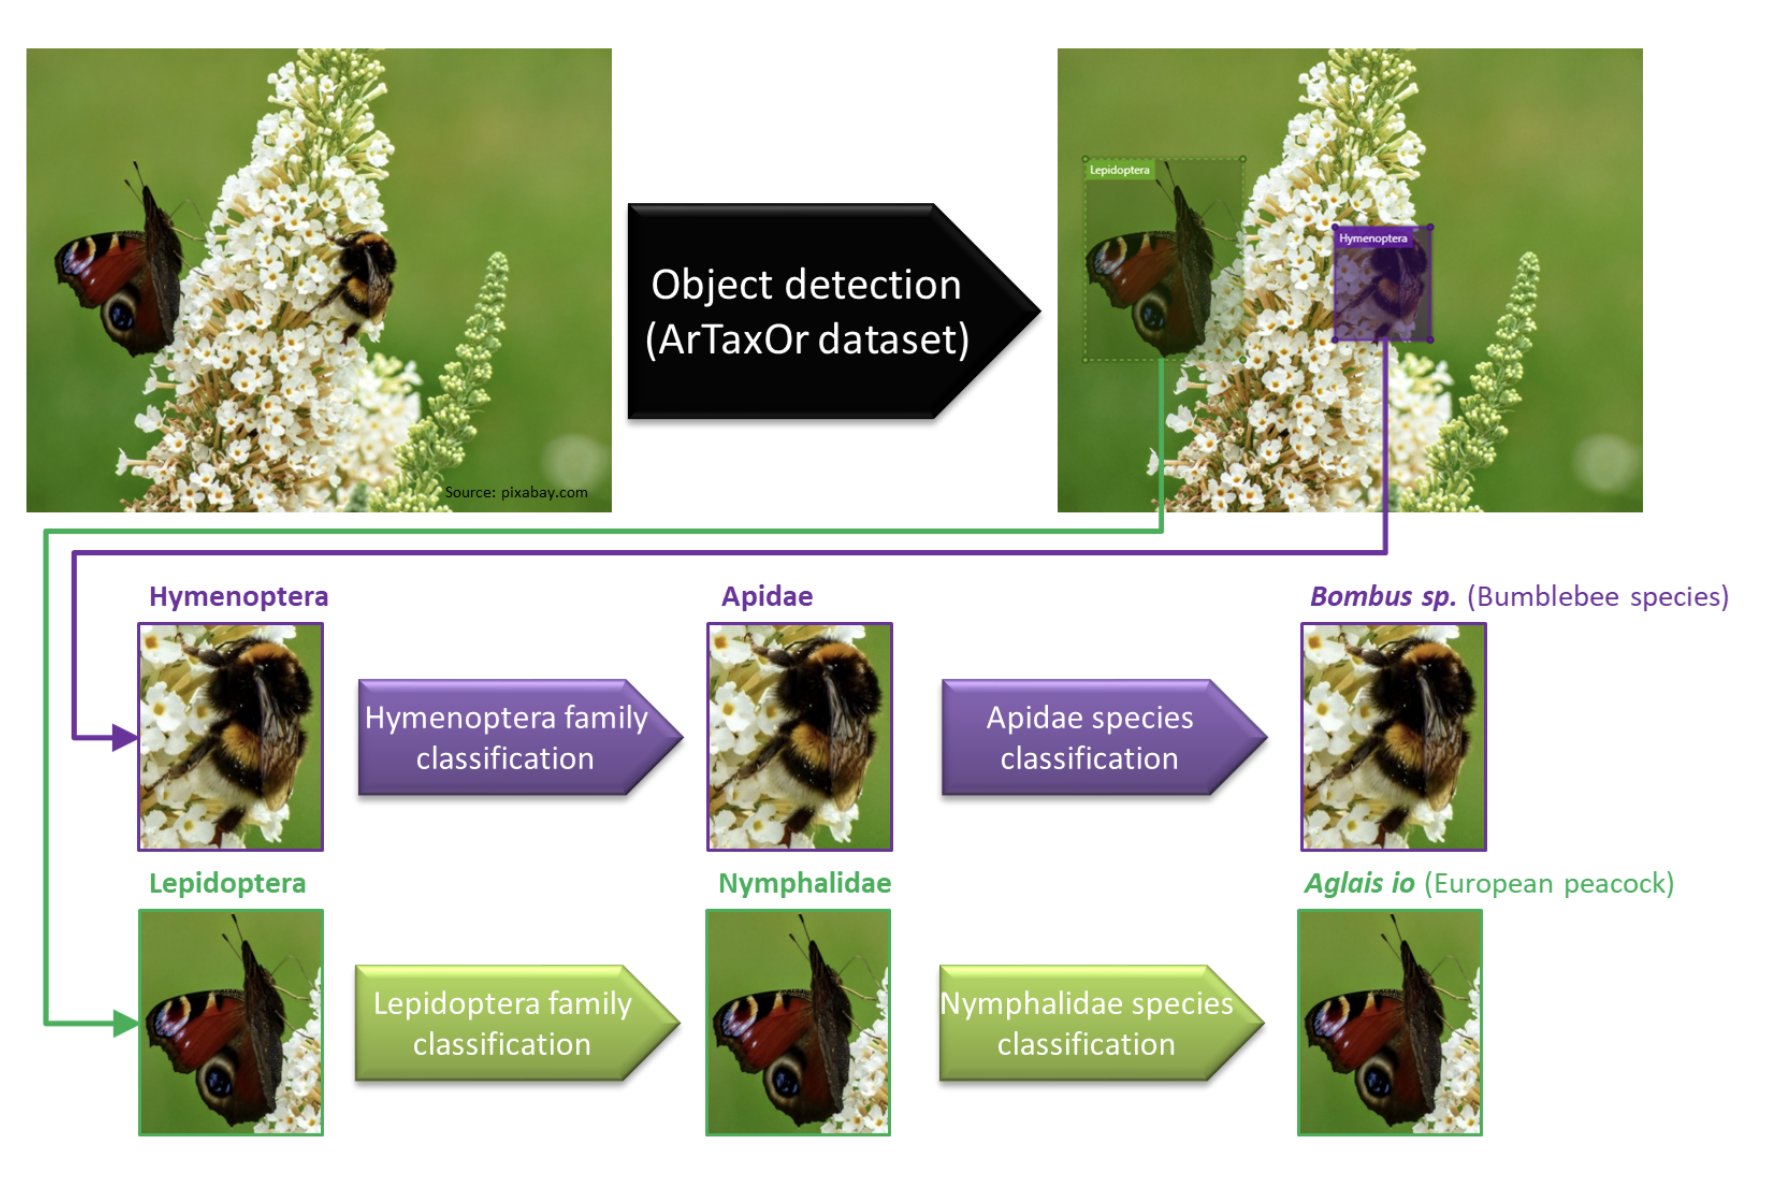 Source: pixabay.com
Object detection
(ArTaxOr dataset)
Lepidoptera
Hymenoptera
Hymenoptera
Apidae
Bombus sp. (Bumblebee species)
Hymenoptera family
classification
Apidae species
classification
Lepidoptera
Nymphalidae
Aglais io (European peacock)
Lepidoptera family
classification
Nymphalidae species
classification